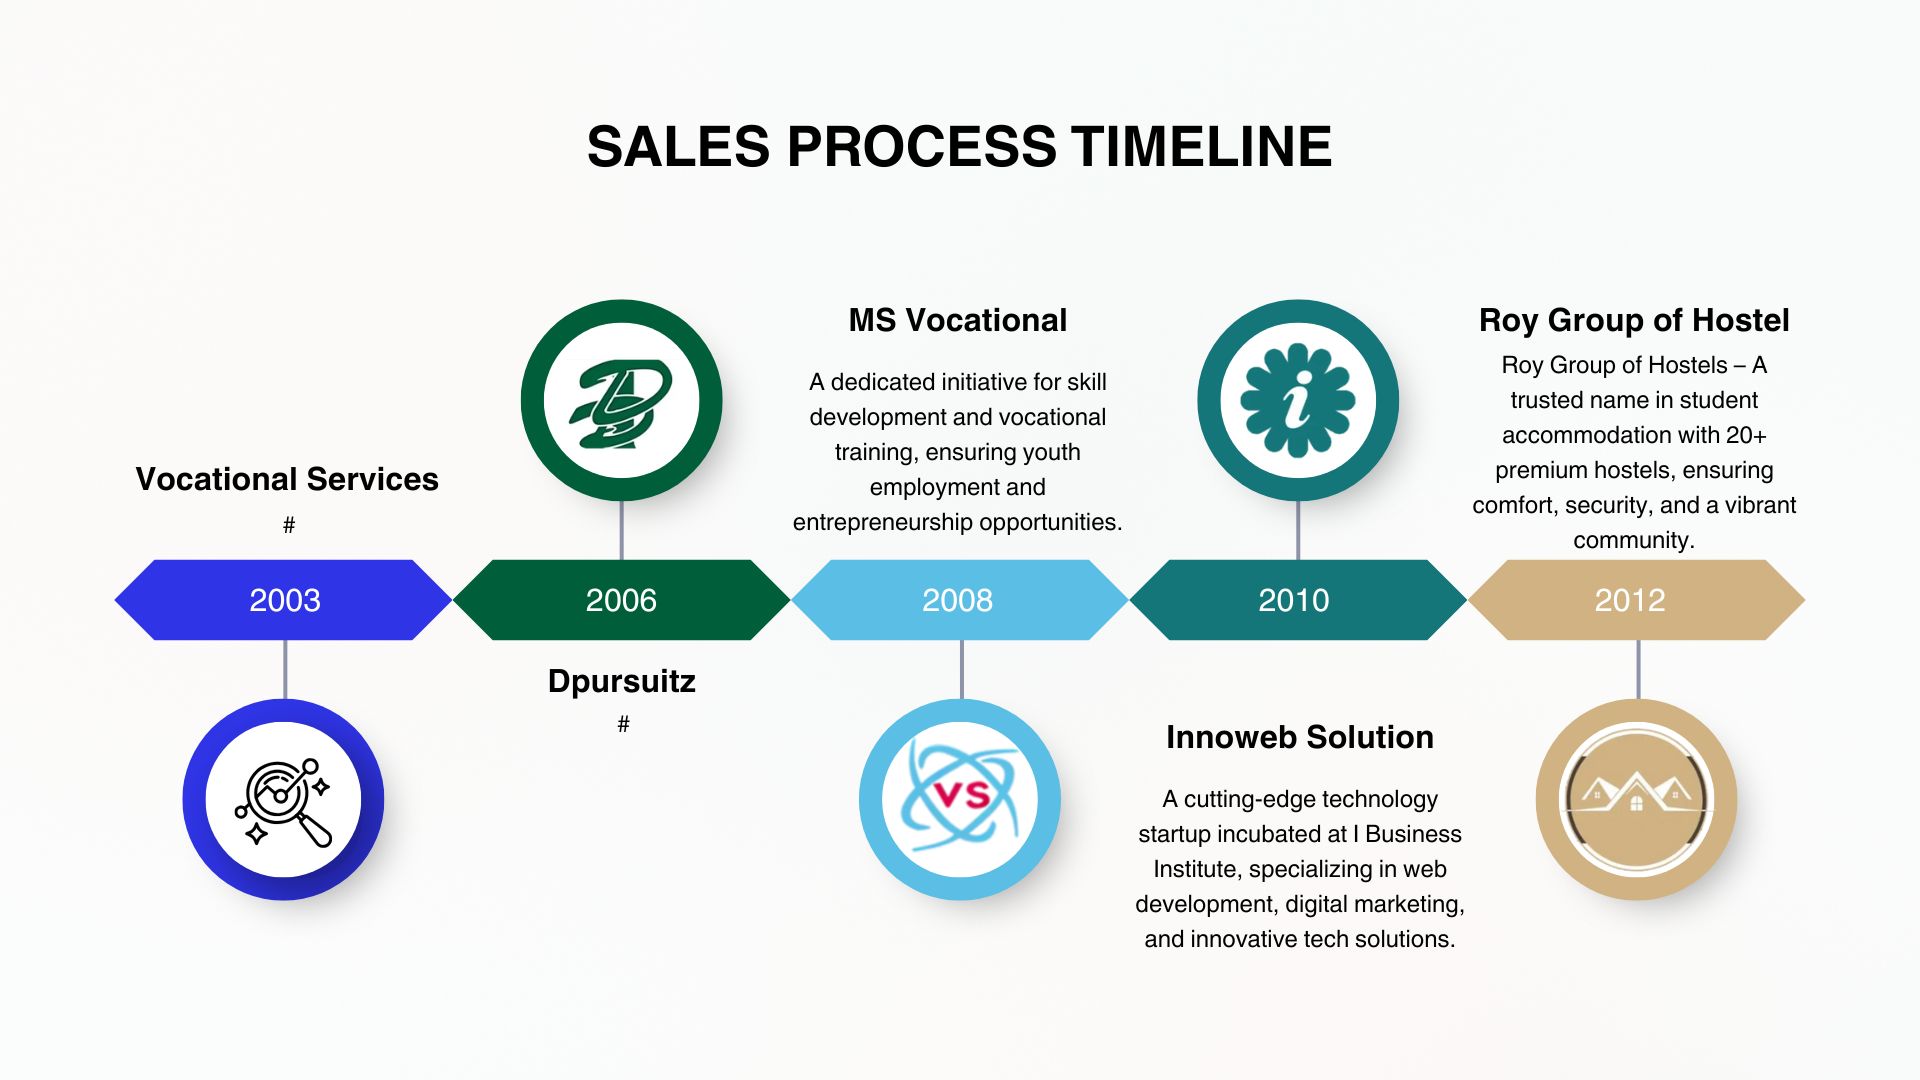 SALES PROCESS TIMELINE
Vocational Services
#
2003
2006
Dpursuitz
#
MS Vocational
A dedicated initiative for skill
development and vocational
training, ensuring youth
employment and
entrepreneurship opportunities.
2008
VS
i
2010
Innoweb Solution
A cutting-edge technology
startup incubated at I Business
Institute, specializing in web
development, digital marketing,
and innovative tech solutions.
Roy Group of Hostel
Roy Group of Hostels – A
trusted name in student
accommodation with 20+
premium hostels, ensuring
comfort, security, and a vibrant
community.
2012